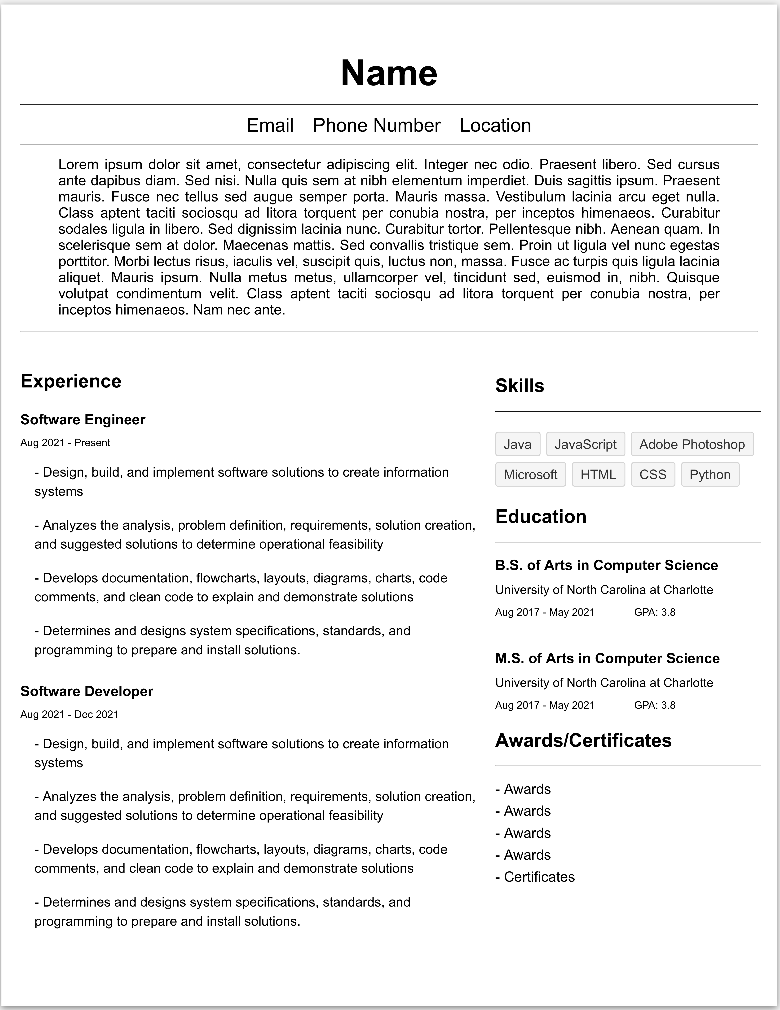 Name
Email Phone Number Location
Lorem ipsum dolor sit amet, consectetur adipiscing elit. Integer nec odio. Praesent libero. Sed cursus
ante dapibus diam. Sed nisi. Nulla quis sem at nibh elementum imperdiet. Duis sagittis ipsum. Praesent
mauris. Fusce nec tellus sed augue semper porta. Mauris massa. Vestibulum lacinia arcu eget nulla.
Class aptent taciti sociosqu ad litora torquent per conubia nostra, per inceptos himenaeos. Curabitur
sodales ligula in libero. Sed dignissim lacinia nunc. Curabitur tortor. Pellentesque nibh. Aenean quam. In
scelerisque sem at dolor. Maecenas mattis. Sed convallis tristique sem. Proin ut ligula vel nunc egestas
porttitor. Morbi lectus risus, iaculis vel, suscipit quis, luctus non, massa. Fusce ac turpis quis ligula lacinia
aliquet. Mauris ipsum. Nulla metus metus, ullamcorper vel, tincidunt sed, euismod in, nibh. Quisque
volutpat condimentum velit. Class aptent taciti sociosqu ad litora torquent per conubia nostra, per
inceptos himenaeos. Nam nec ante.
Experience
Software Engineer
Aug 2021 - Present
- Design, build, and implement software solutions to create information
systems
- Analyzes the analysis, problem definition, requirements, solution creation,
and suggested solutions to determine operational feasibility
- Develops documentation, flowcharts, layouts, diagrams, charts, code
comments, and clean code to explain and demonstrate solutions
- Determines and designs system specifications, standards, and
programming to prepare and install solutions.
Software Developer
Aug 2021 - Dec 2021
- Design, build, and implement software solutions to create information
systems
- Analyzes the analysis, problem definition, requirements, solution creation,
and suggested solutions to determine operational feasibility
- Develops documentation, flowcharts, layouts, diagrams, charts, code
comments, and clean code to explain and demonstrate solutions
- Determines and designs system specifications, standards, and
programming to prepare and install solutions.
Skills
Java JavaScript Adobe Photoshop
Microsoft HTML CSS Python
Education
B.S. of Arts in Computer Science
University of North Carolina at Charlotte
Aug 2017 - May 2021 GPA: 3.8
M.S. of Arts in Computer Science
University of North Carolina at Charlotte
Aug 2017 - May 2021 GPA: 3.8
Awards/Certificates
- Awards
- Awards
- Awards
- Awards
- Certificates